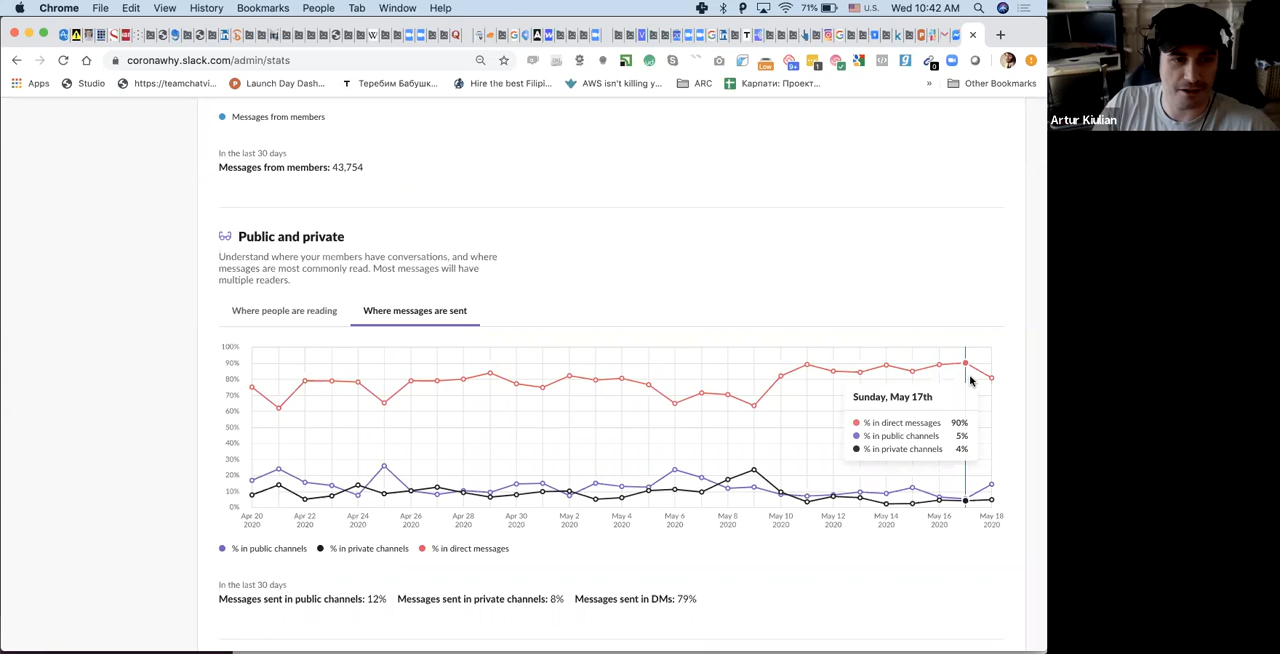 Chrome File Edit View History Bookmarks People Tab Window Help 71% U.S. Wed 10:42 AM
coronawhy.slack.com/admin/stats
Apps Studio https://teamchatvi... Launch Day Dash... Теребим Бабушк... Hire the best Filipi... AWS isn't killing y... ARC Карпати: Проект... » Other Bookmarks
Artur Kiulian
Messages from members
In the last 30 days
Messages from members: 43,754
Public and private
Understand where your members have conversations, and where
messages are most commonly read. Most messages will have
multiple readers.
Where people are reading Where messages are sent
100%
90%
80%
70%
60%
50%
40%
30%
20%
10%
0%
Sunday, May 17th
% in direct messages 90%
% in public channels 5%
% in private channels 4%
Apr 20 Apr 22 Apr 24 Apr 26 Apr 28 Apr 30 May 2 May 4 May 6 May 8 May 10 May 12 May 14 May 16 May 18
2020 2020 2020 2020 2020 2020 2020 2020 2020 2020 2020 2020 2020 2020 2020
% in public channels % in private channels % in direct messages
In the last 30 days
Messages sent in public channels: 12% Messages sent in private channels: 8% Messages sent in DMs: 79%